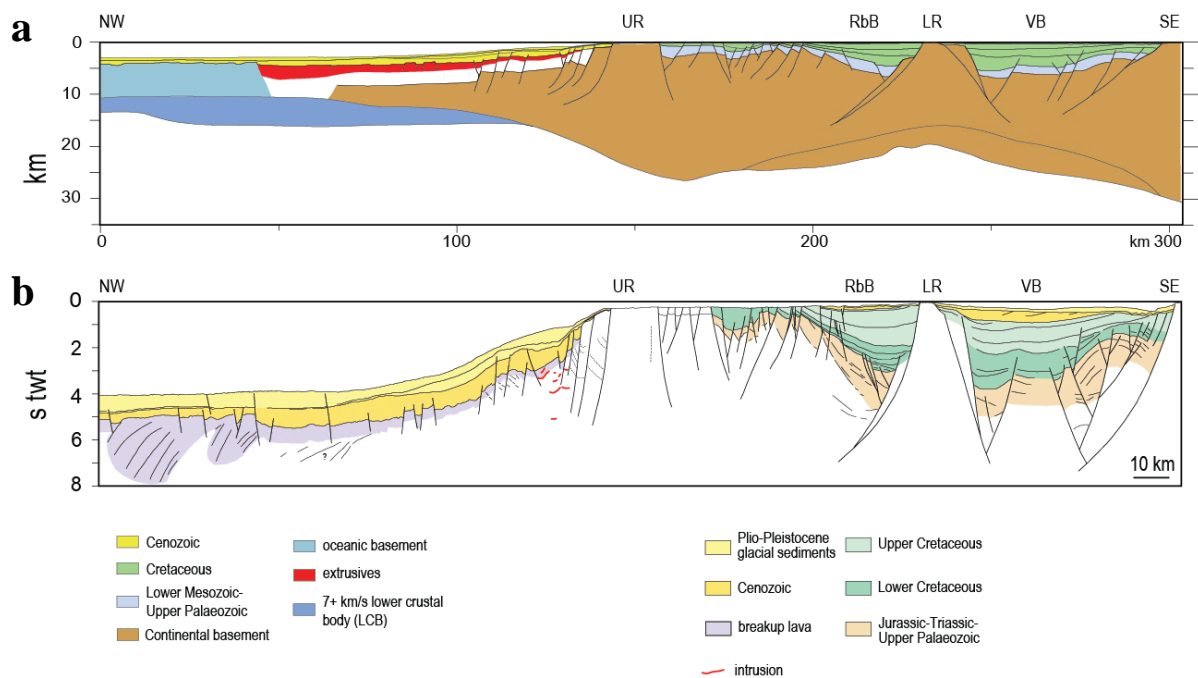 a
NW UR RbB LR VB SE
0
10
20
30
km
0 100 200 km 300
b
NW UR RbB LR VB SE
0
2
4
6
8
s twt
?
10 km
Cenozoic
Cretaceous
Lower Mesozoic-
Upper Palaeozoic
Continental basement
oceanic basement
extrusives
7+ km/s lower crustal
body (LCB)
Plio-Pleistocene
glacial sediments
Cenozoic
breakup lava
intrusion
Upper Cretaceous
Lower Cretaceous
Jurassic-Triassic-
Upper Palaeozoic